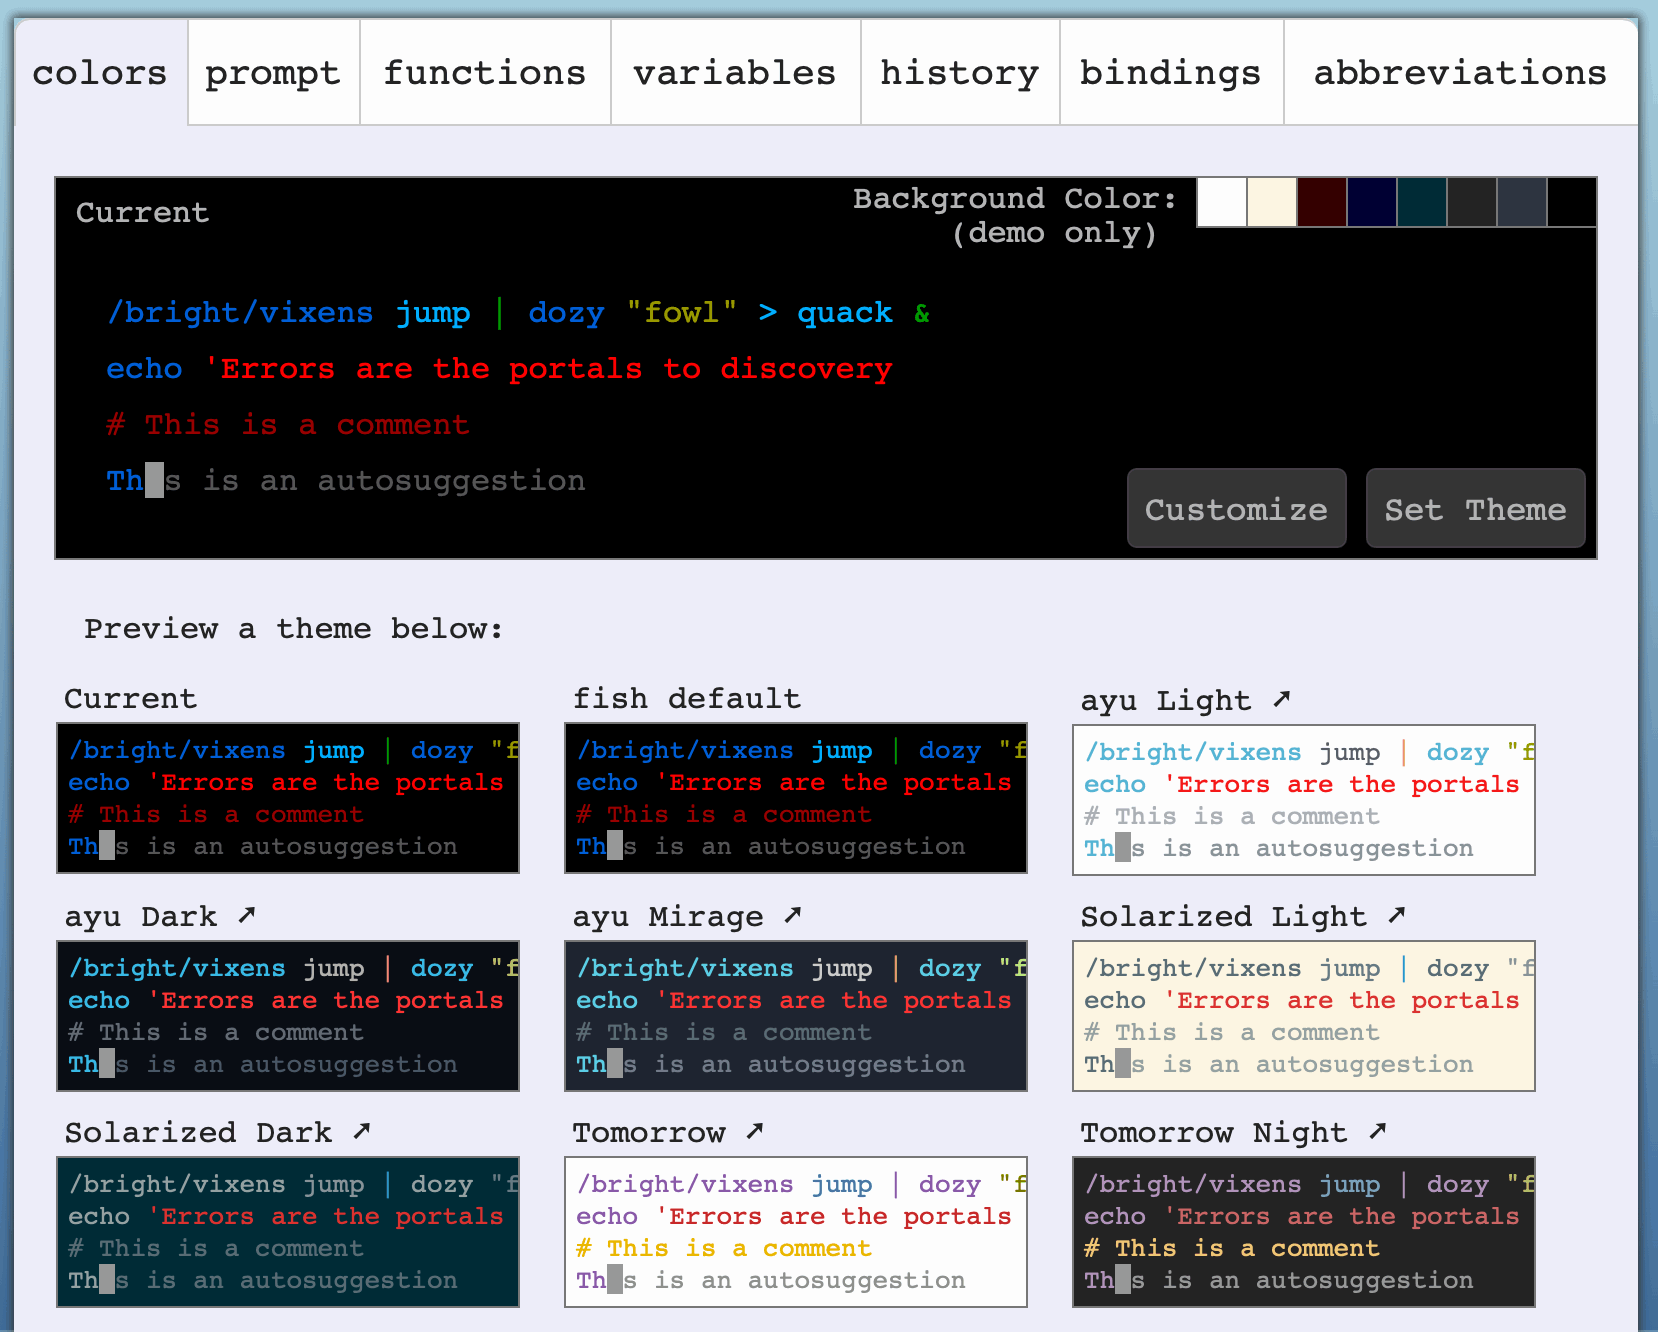 colors prompt functions variables history bindings abbreviations
Current
Background Color:
(demo only)
/bright/vixens jump | dozy "fowl" > quack &
echo 'Errors are the portals to discovery
# This is a comment
Th s is an autosuggestion
Customize Set Theme
Preview a theme below:
Current
/bright/vixens jump | dozy "f
echo 'Errors are the portals
# This is a comment
Th s is an autosuggestion
fish default
/bright/vixens jump | dozy "f
echo 'Errors are the portals
# This is a comment
Th s is an autosuggestion
ayu Light ➚
/bright/vixens jump | dozy "f
echo 'Errors are the portals
# This is a comment
Th s is an autosuggestion
ayu Dark ➚
/bright/vixens jump | dozy "f
echo 'Errors are the portals
# This is a comment
Th s is an autosuggestion
ayu Mirage ➚
/bright/vixens jump | dozy "f
echo 'Errors are the portals
# This is a comment
Th s is an autosuggestion
Solarized Light ➚
/bright/vixens jump | dozy "f
echo 'Errors are the portals
# This is a comment
Th s is an autosuggestion
Solarized Dark ➚
/bright/vixens jump | dozy "f
echo 'Errors are the portals
# This is a comment
Th s is an autosuggestion
Tomorrow ➚
/bright/vixens jump | dozy "f
echo 'Errors are the portals
# This is a comment
Th s is an autosuggestion
Tomorrow Night ➚
/bright/vixens jump | dozy "f
echo 'Errors are the portals
# This is a comment
Th s is an autosuggestion